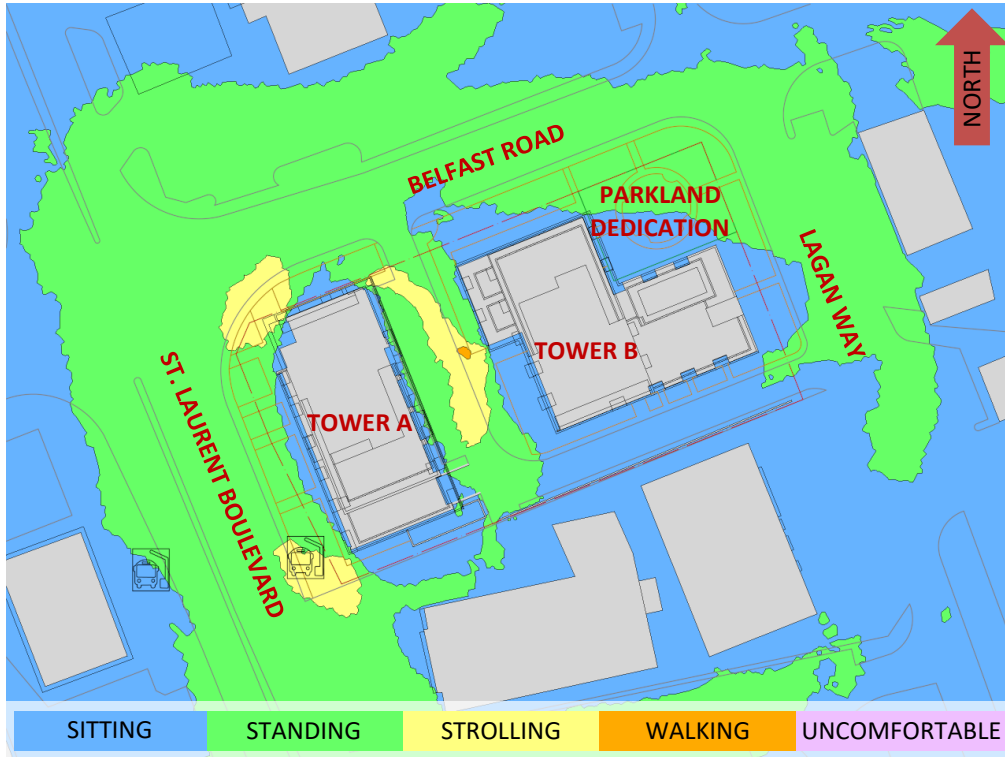 NORTH
BELFAST ROAD
PARKLAND
DEDICATION
LAGAN WAY
TOWER B
TOWER A
ST. LAURENT BOULEVARD
SITTING
STANDING
STROLLING
WALKING
UNCOMFORTABLE